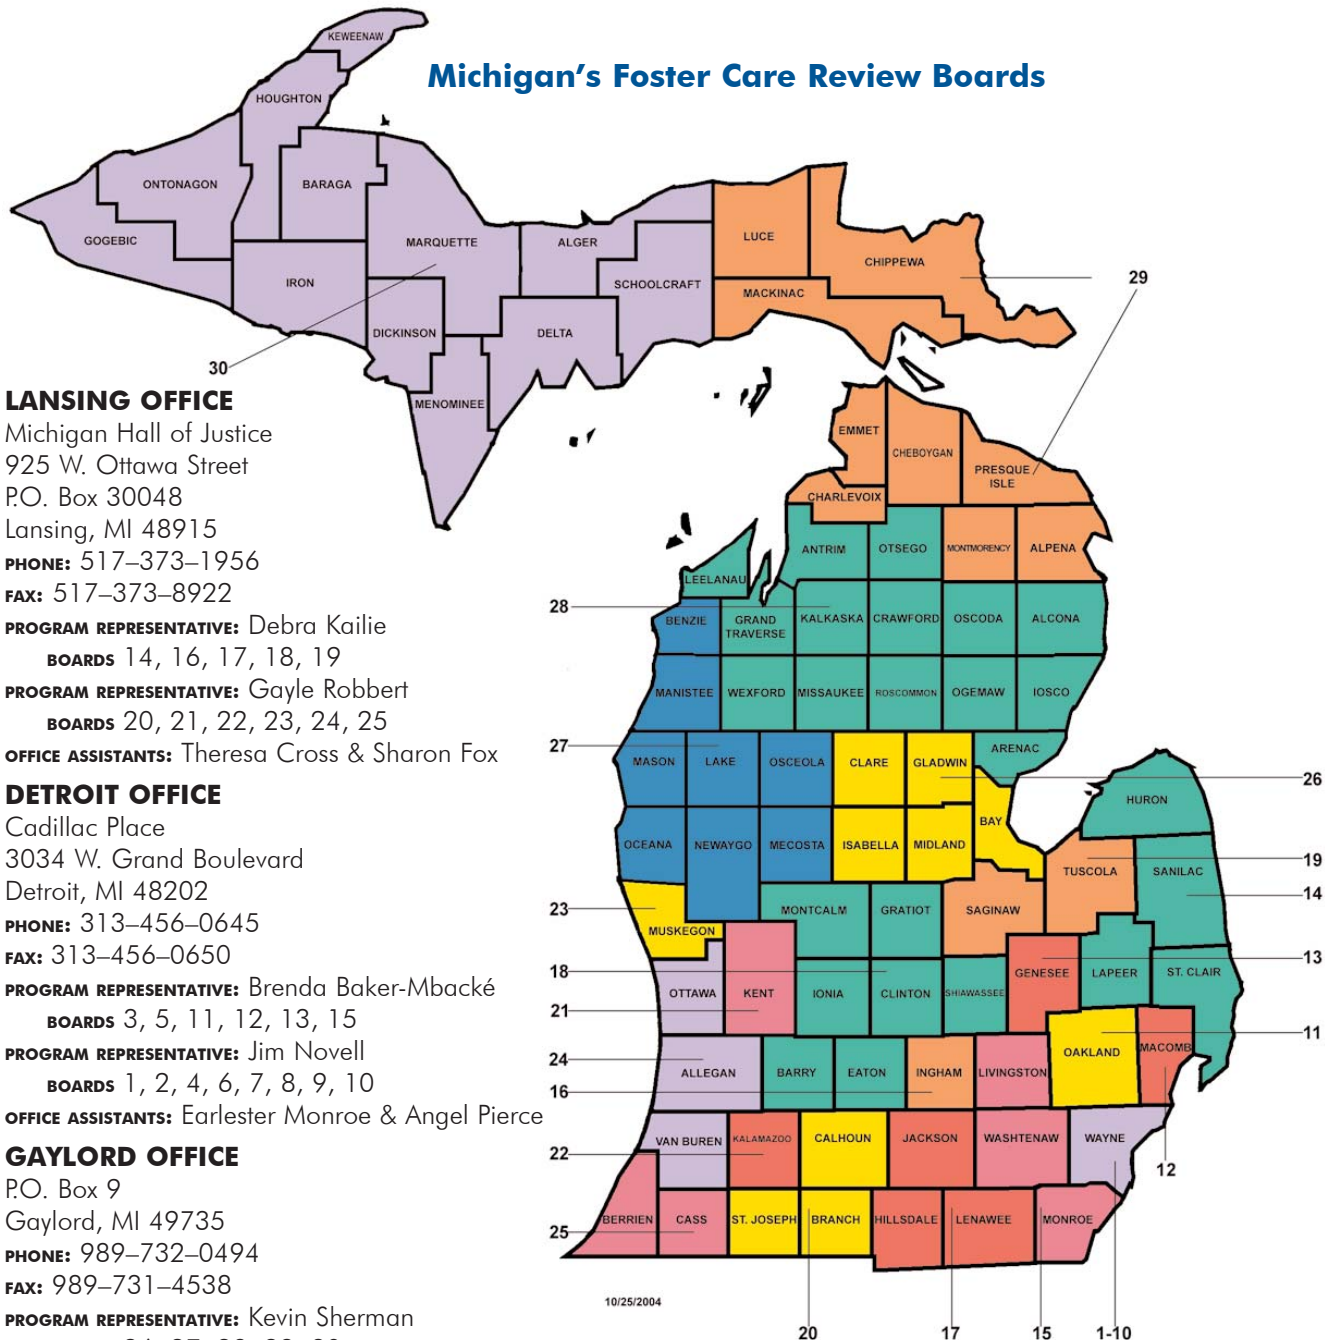 Michigan's Foster Care Review Boards
KEWEENAW
HOUGHTON
ONTONAGON
BARAGA
GOGEBIC
MARQUETTE
ALGER
LUCE
CHIPPEWA
IRON
SCHOOLCRAFT
MACKINAC
29
DICKINSON
DELTA
30
MENOMINEE
LANSING OFFICE
Michigan Hall of Justice
925 W. Ottawa Street
P.O. Box 30048
Lansing, MI 48915
PHONE: 517–373–1956
FAX: 517–373–8922
PROGRAM REPRESENTATIVE: Debra Kailie
BOARDS 14, 16, 17, 18, 19
PROGRAM REPRESENTATIVE: Gayle Robbert
BOARDS 20, 21, 22, 23, 24, 25
OFFICE ASSISTANTS: Theresa Cross & Sharon Fox
DETROIT OFFICE
Cadillac Place
3034 W. Grand Boulevard
Detroit, MI 48202
PHONE: 313–456–0645
FAX: 313–456–0650
PROGRAM REPRESENTATIVE: Brenda Baker-Mbacké
BOARDS 3, 5, 11, 12, 13, 15
PROGRAM REPRESENTATIVE: Jim Novell
BOARDS 1, 2, 4, 6, 7, 8, 9, 10
OFFICE ASSISTANTS: Earlester Monroe & Angel Pierce
GAYLORD OFFICE
P.O. Box 9
Gaylord, MI 49735
PHONE: 989–732–0494
FAX: 989–731–4538
PROGRAM REPRESENTATIVE: Kevin Sherman
EMMET
CHEBOYGAN
PRESQUE
ISLE
CHARLEVOIX
ANTRIM
OTSEGO
MONTMORENCY
ALPENA
LEELANAU
28
BENZIE
GRAND
TRAVERSE
KALKASKA
CRAWFORD
OSCODA
ALCONA
MANISTEE
WEXFORD
MISSAUKEE
ROSCOMMON
OGEMAW
IOSCO
27
MASON
LAKE
OSCEOLA
CLARE
GLADWIN
ARENAC
26
HURON
OCEANA
NEWAYGO
MECOSTA
ISABELLA
MIDLAND
BAY
19
TUSCOLA
SANILAC
14
23
MUSKEGON
MONTCALM
GRATIOT
SAGINAW
13
18
OTTAWA
KENT
IONIA
CLINTON
SHIAWASSEE
GENESEE
LAPEER
ST. CLAIR
21
11
24
ALLEGAN
BARRY
EATON
INGHAM
LIVINGSTON
OAKLAND
MACOMB
16
VAN BUREN
KALAMAZOO
CALHOUN
JACKSON
WASHTENAW
WAYNE
22
12
25
BERRIEN
CASS
ST. JOSEPH
BRANCH
HILLSDALE
LENAWEE
MONROE
10/25/2004
20
17
15
1-10